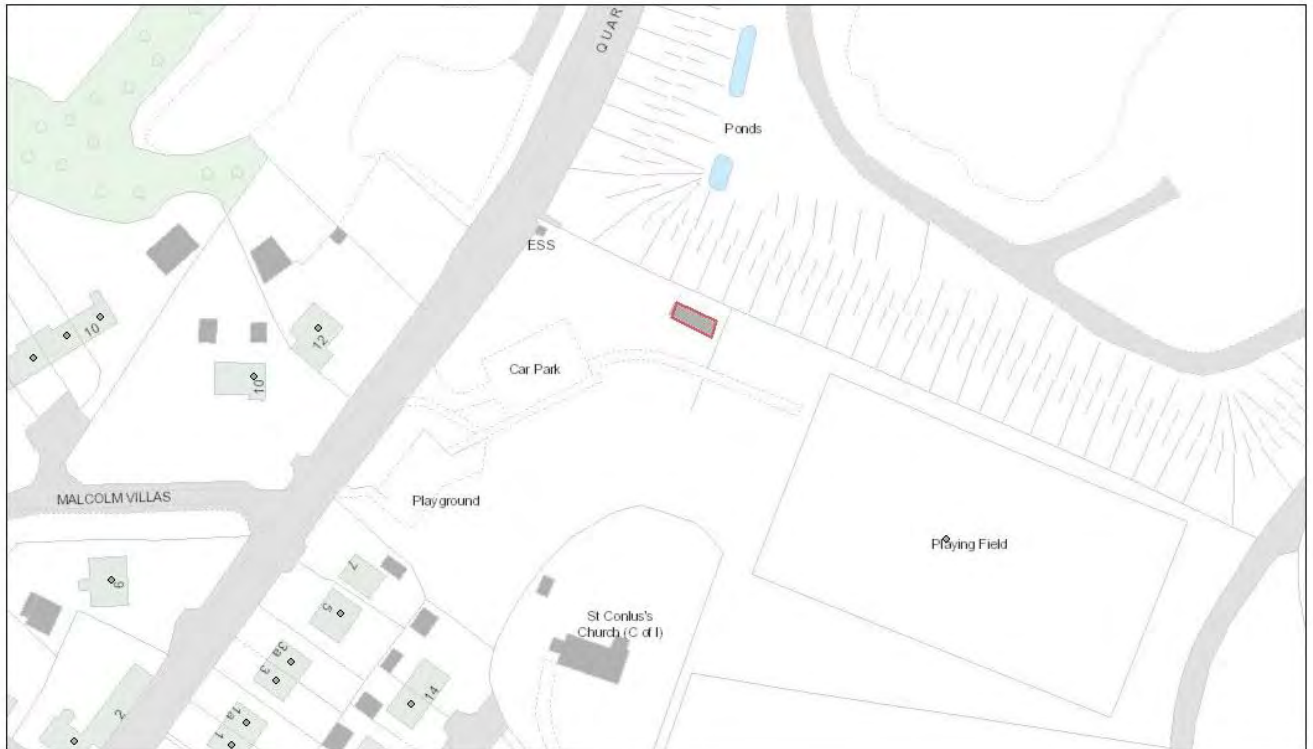 QUAR
Ponds
ESS
10
12
10
Car Park
MALCOLM VILLAS
Playground
Playing Field
7
6
5
St Conlus's
Church (C of I)
3a
3
14
2
1a
1